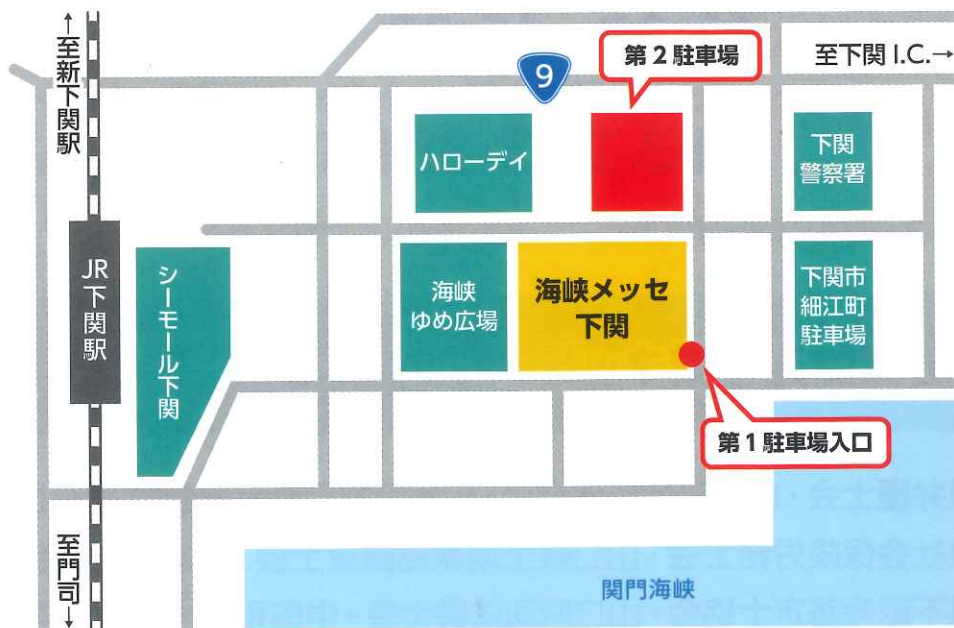 ←至新下関駅
9
第2駐車場
至下関 I.C.→
ハローデイ
下関
警察署
JR下関駅
シーモール下関
海峡
ゆめ広場
海峡メッセ
下関
下関市
細江町
駐車場
第1駐車場入口
至門司→
関門海峡